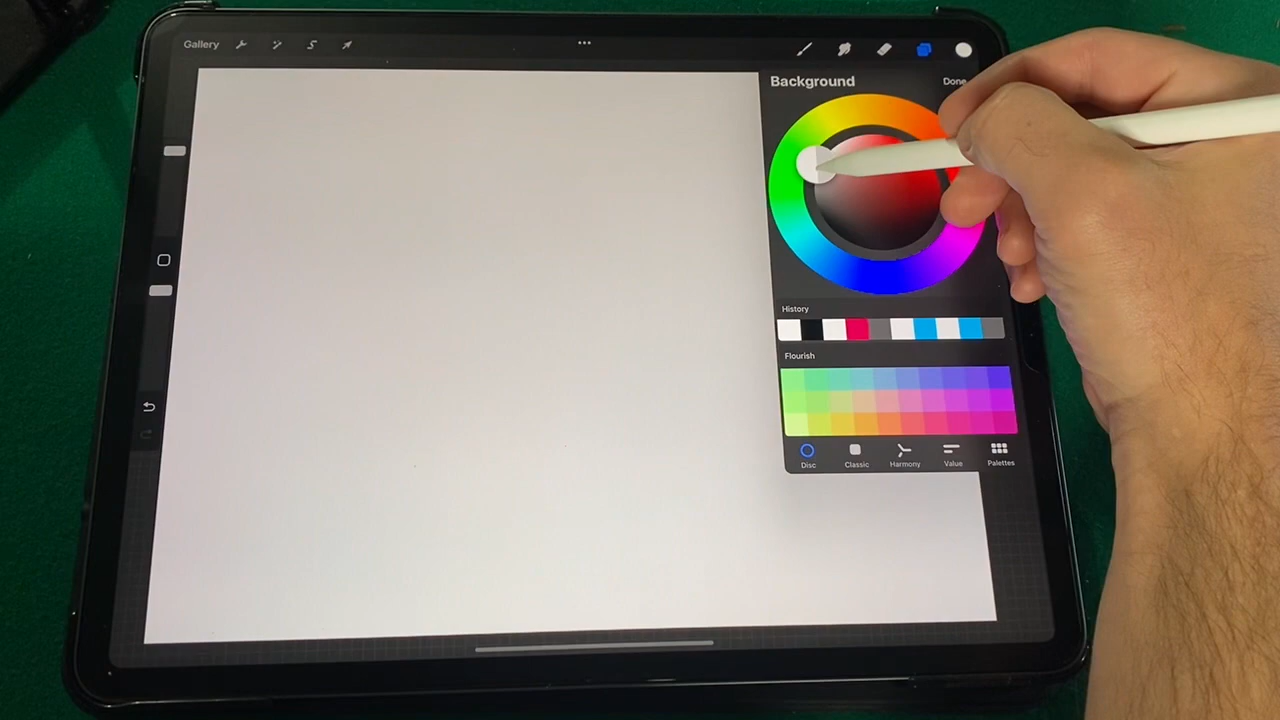 Gallery
Background Done
History
Flourish
Disc Classic Harmony Value Palettes